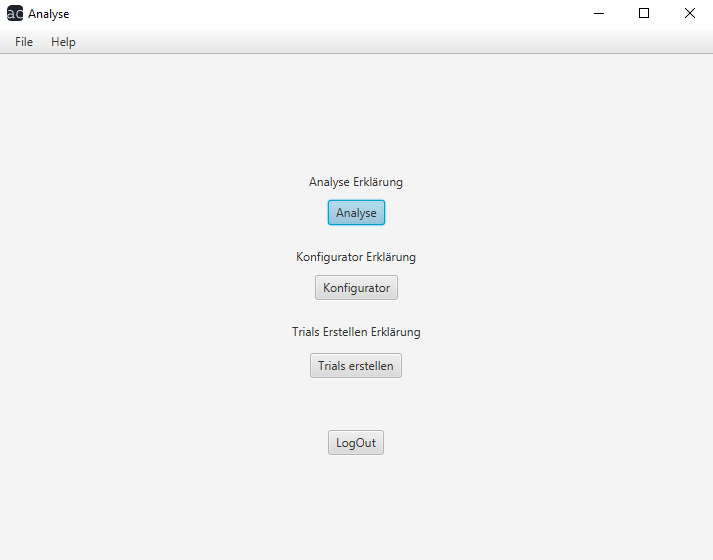 ac Analyse
File Help
Analyse Erklärung
Analyse
Konfigurator Erklärung
Konfigurator
Trials Erstellen Erklärung
Trials erstellen
LogOut